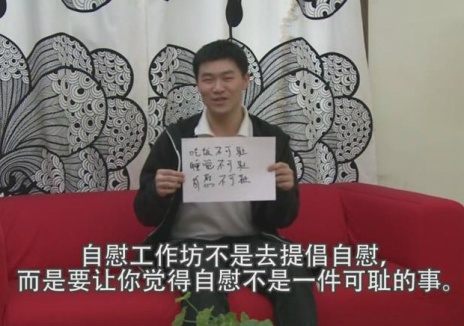 吃饭不可耻
睡觉不可耻
自慰不可耻
自慰工作坊不是去提倡自慰,
而是要让你觉得自慰不是一件可耻的事。